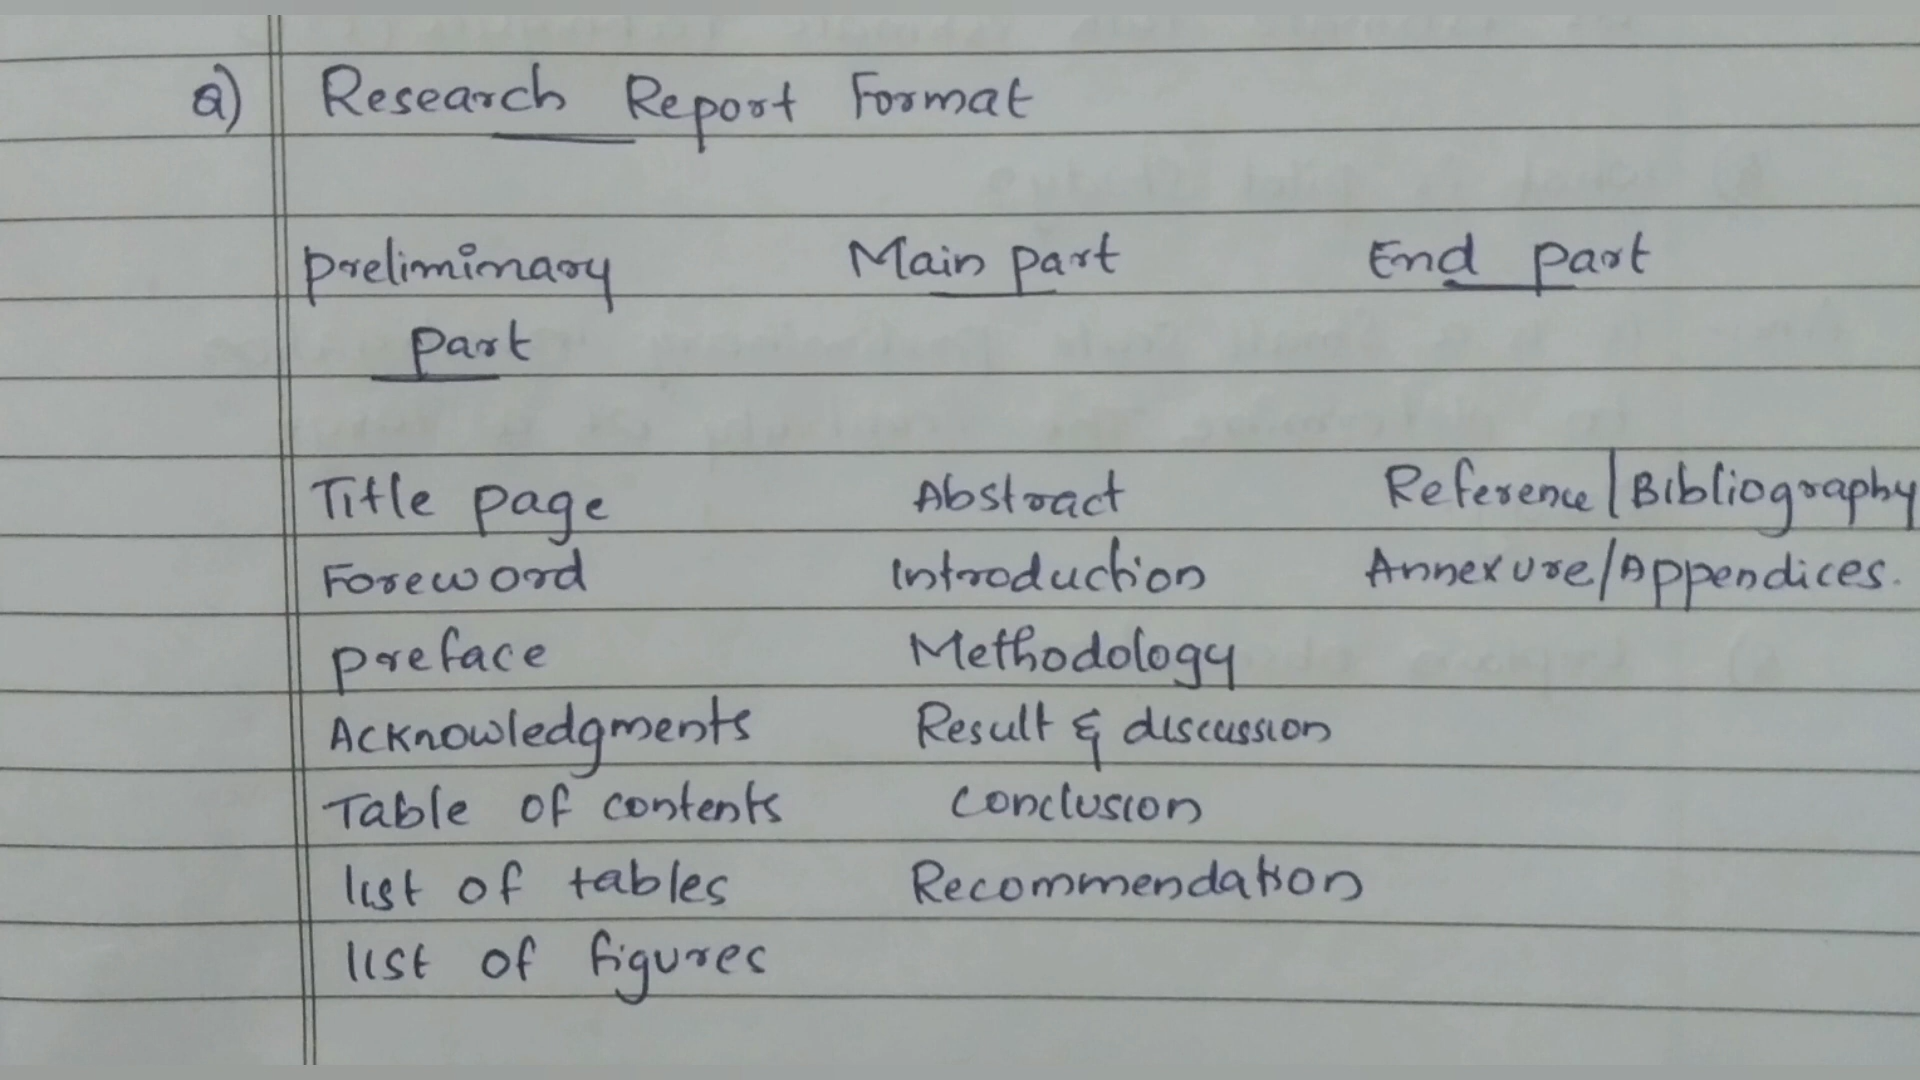 a) Research Report Format
Preliminary Main part End part
Part
Title page Abstract Reference/Bibliography
Foreword Introduction Annexure/Appendices.
preface Methodology
Acknowledgments Result & discussion
Table of contents Conclusion
list of tables Recommendation
list of figures